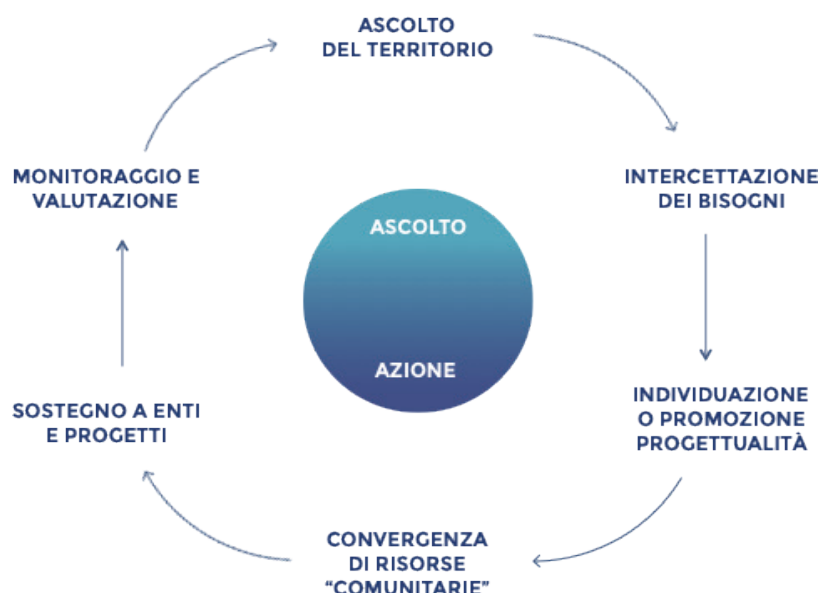 ASCOLTO
DEL TERRITORIO
INTERCETTAZIONE
DEI BISOGNI
INDIVIDUAZIONE
O PROMOZIONE
PROGETTUALITÀ
CONVERGENZA
DI RISORSE
“COMUNITARIE”
SOSTEGNO A ENTI
E PROGETTI
MONITORAGGIO E
VALUTAZIONE
ASCOLTO
AZIONE